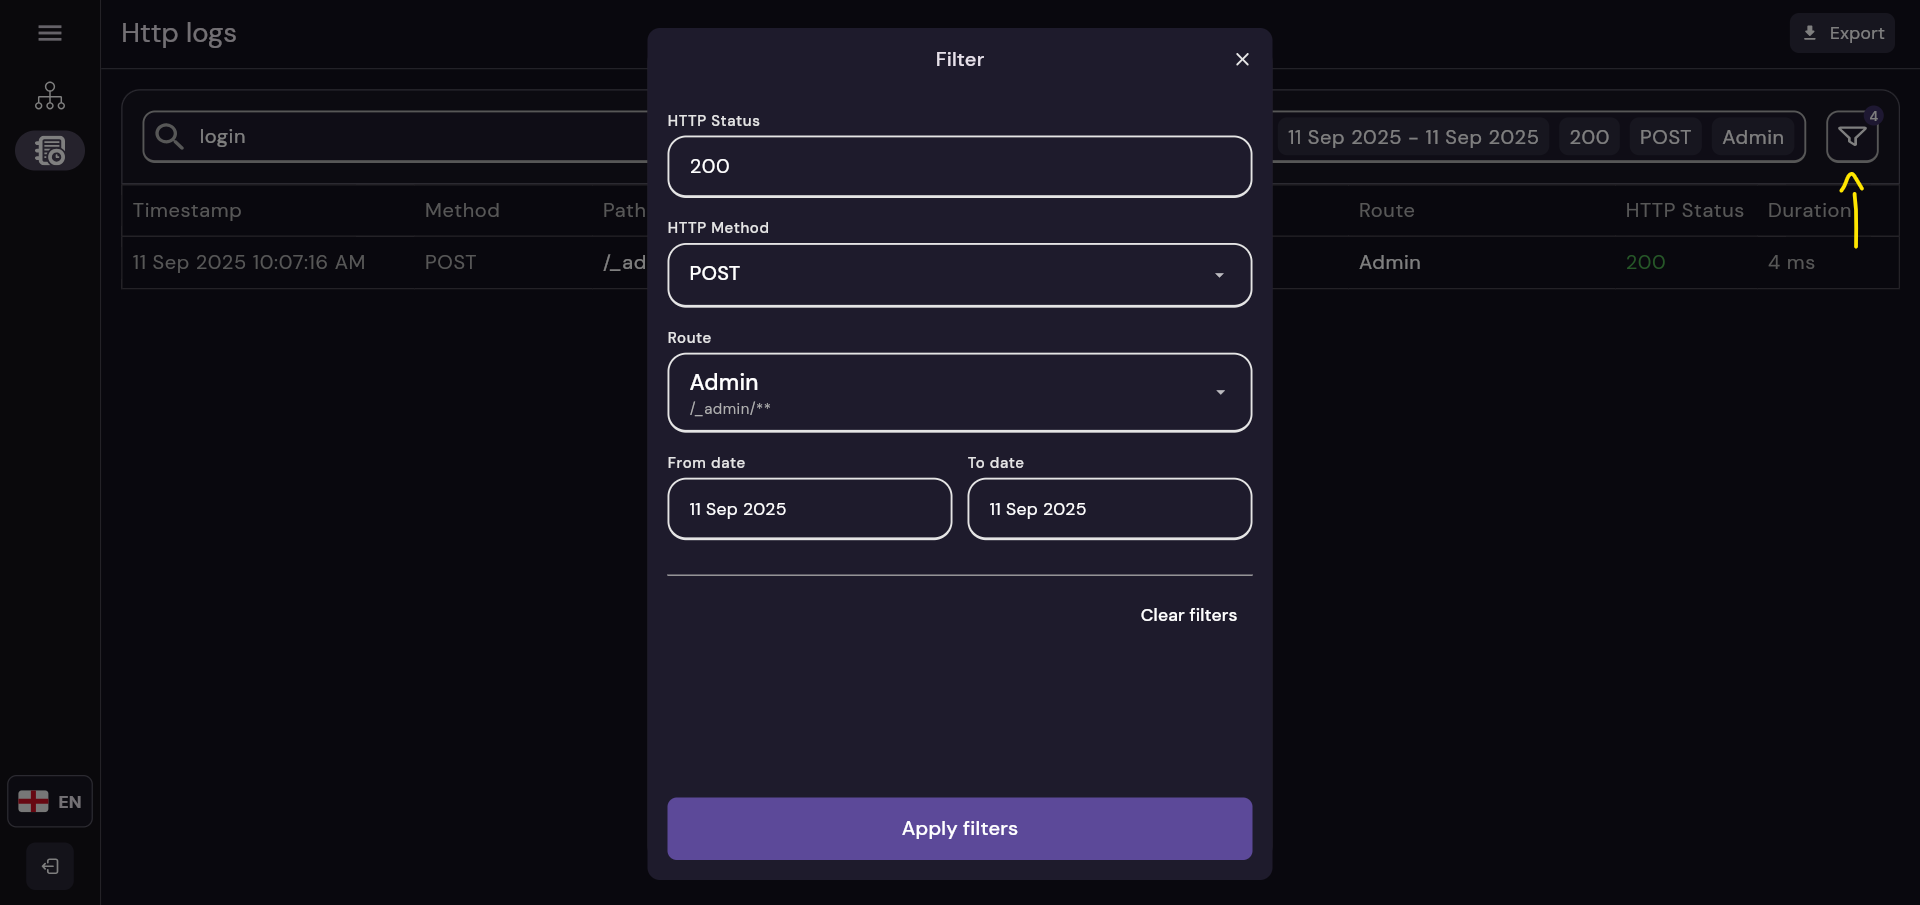 Http logs
Export
login
11 Sep 2025 - 11 Sep 2025
200
POST
Admin
4
Timestamp
Method
Path
Route
HTTP Status
Duration
11 Sep 2025 10:07:16 AM
POST
/_ad
Admin
200
4 ms
Filter
HTTP Status
200
HTTP Method
POST
Route
Admin
/_admin/**
From date
To date
11 Sep 2025
11 Sep 2025
Clear filters
Apply filters
EN